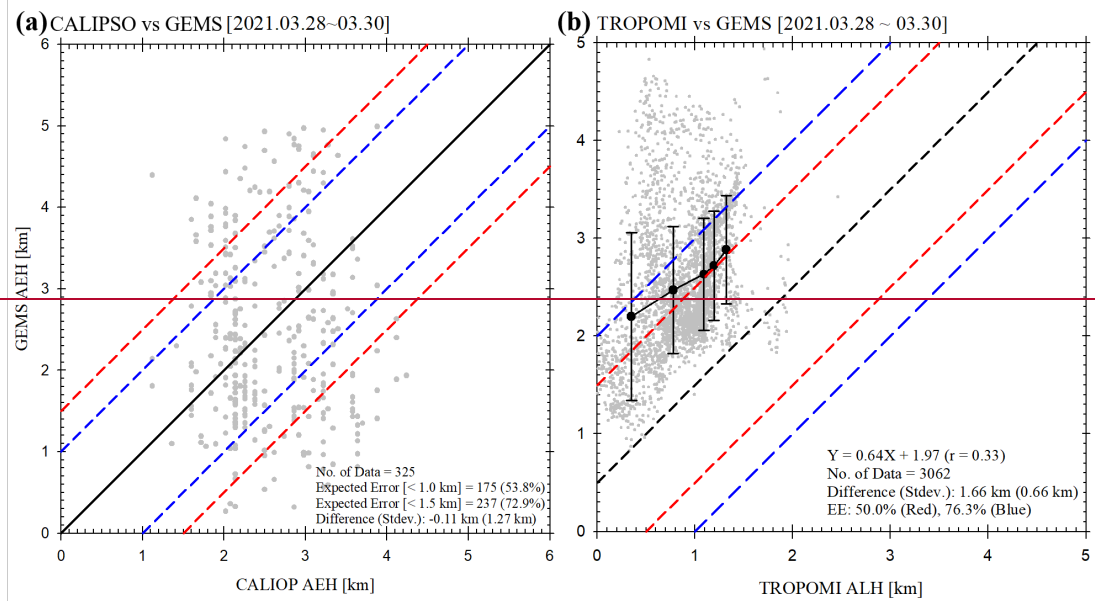 (a) CALIPSO vs GEMS [2021.03.28~03.30]
6
5
4
3
2
1
0
GEMS AEH [km]
No. of Data = 325
Expected Error [< 1.0 km] = 175 (53.8%)
Expected Error [< 1.5 km] = 237 (72.9%)
Difference (Stdev.): -0.11 km (1.27 km)
0 1 2 3 4 5 6
CALIOP AEH [km]
(b) TROPOMI vs GEMS [2021.03.28 ~ 03.30]
5
4
3
2
1
0
Y = 0.64X + 1.97 (r = 0.33)
No. of Data = 3062
Difference (Stdev.): 1.66 km (0.66 km)
EE: 50.0% (Red), 76.3% (Blue)
0 1 2 3 4 5
TROPOMI ALH [km]